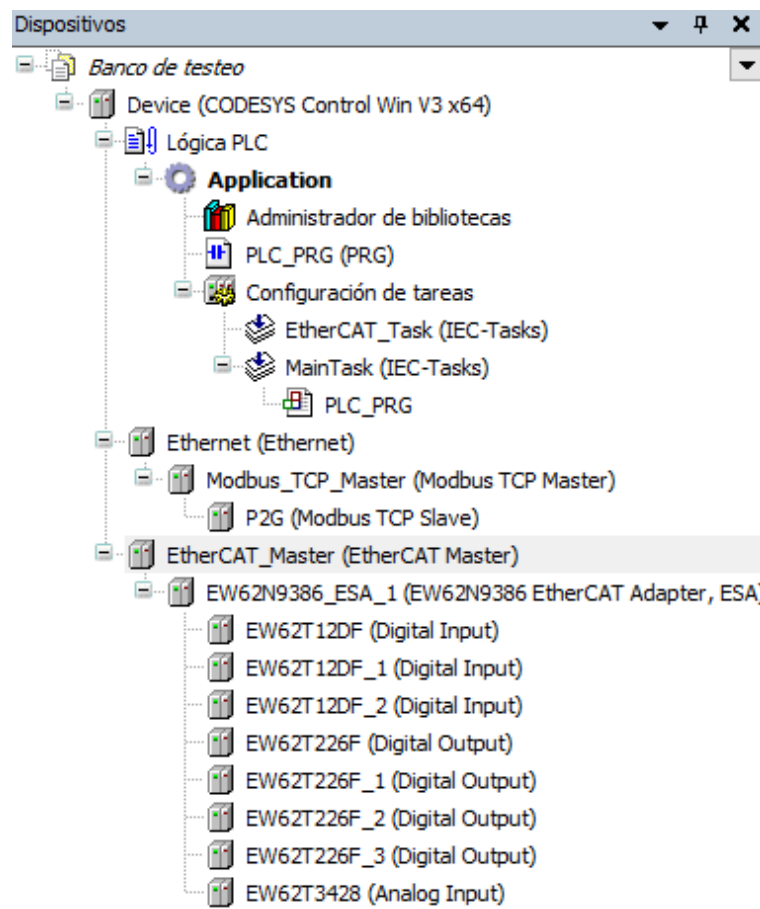 Dispositivos
Banco de testeo
Device (CODESYS Control Win V3 x64)
Lógica PLC
Application
Administrador de bibliotecas
PLC_PRG (PRG)
Configuración de tareas
EtherCAT_Task (IEC-Tasks)
MainTask (IEC-Tasks)
PLC_PRG
Ethernet (Ethernet)
Modbus_TCP_Master (Modbus TCP Master)
P2G (Modbus TCP Slave)
EtherCAT_Master (EtherCAT Master)
EW62N9386_ESA_1 (EW62N9386 EtherCAT Adapter, ESA)
EW62T12DF (Digital Input)
EW62T12DF_1 (Digital Input)
EW62T12DF_2 (Digital Input)
EW62T226F (Digital Output)
EW62T226F_1 (Digital Output)
EW62T226F_2 (Digital Output)
EW62T226F_3 (Digital Output)
EW62T3428 (Analog Input)